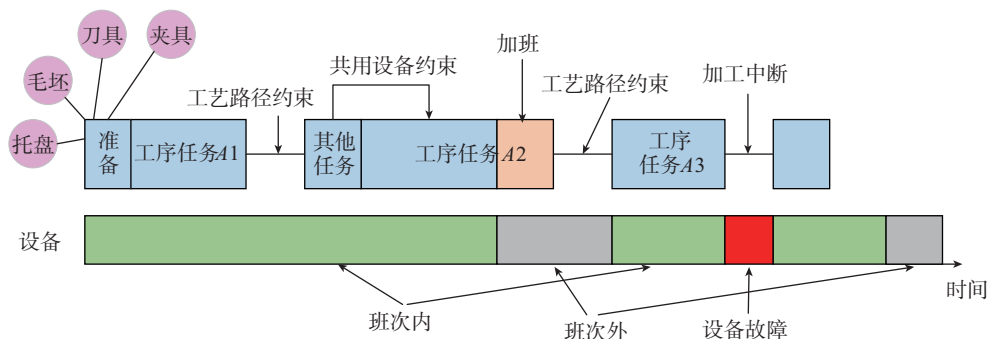 刀具
夹具
毛坯
托盘
加班
共用设备约束
工艺路径约束
工艺路径约束
加工中断
准备
工序任务A1
其他
任务
工序任务A2
工序
任务A3
设备
时间
班次内
班次外
设备故障